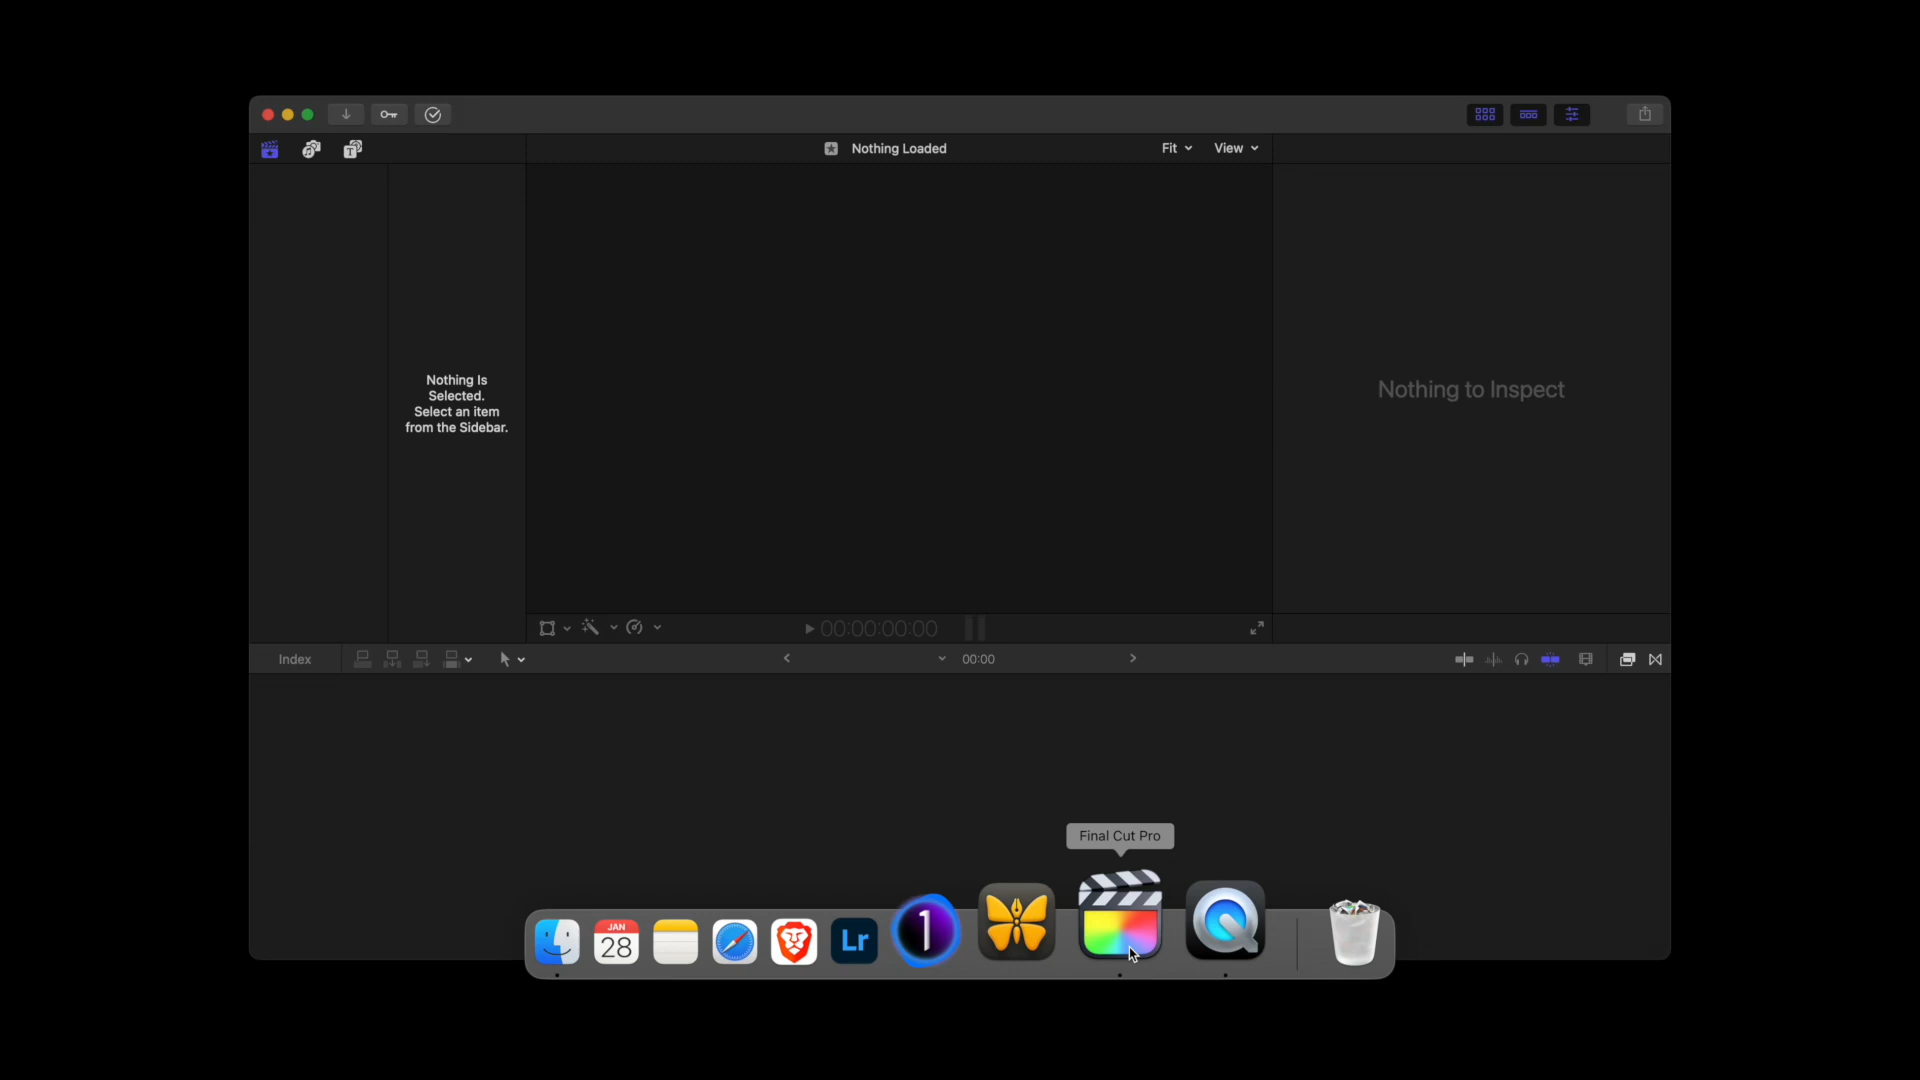 Nothing Loaded
Fit
View
Nothing Is
Selected.
Select an item
from the Sidebar.
Nothing to Inspect
00:00:00:00
Index
00:00
Final Cut Pro
JAN
28
Lr
1